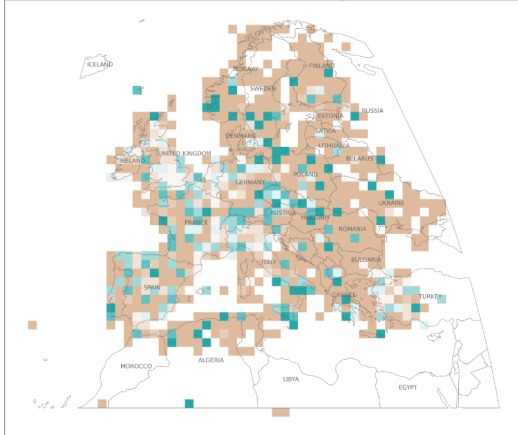 ICELAND
NORWAY
FINLAND
SWEDEN
RUSSIA
ESTONIA
LATVIA
DENMARK
LITHUANIA
UNITED KINGDOM
IRELAND
BELARUS
POLAND
GERMANY
UKRAINE
AUSTRIA
HUNGARY
FRANCE
ROMANIA
ITALY
BULGARIA
SPAIN
GREECE
TURKEY
ALGERIA
MOROCCO
LIBYA
EGYPT